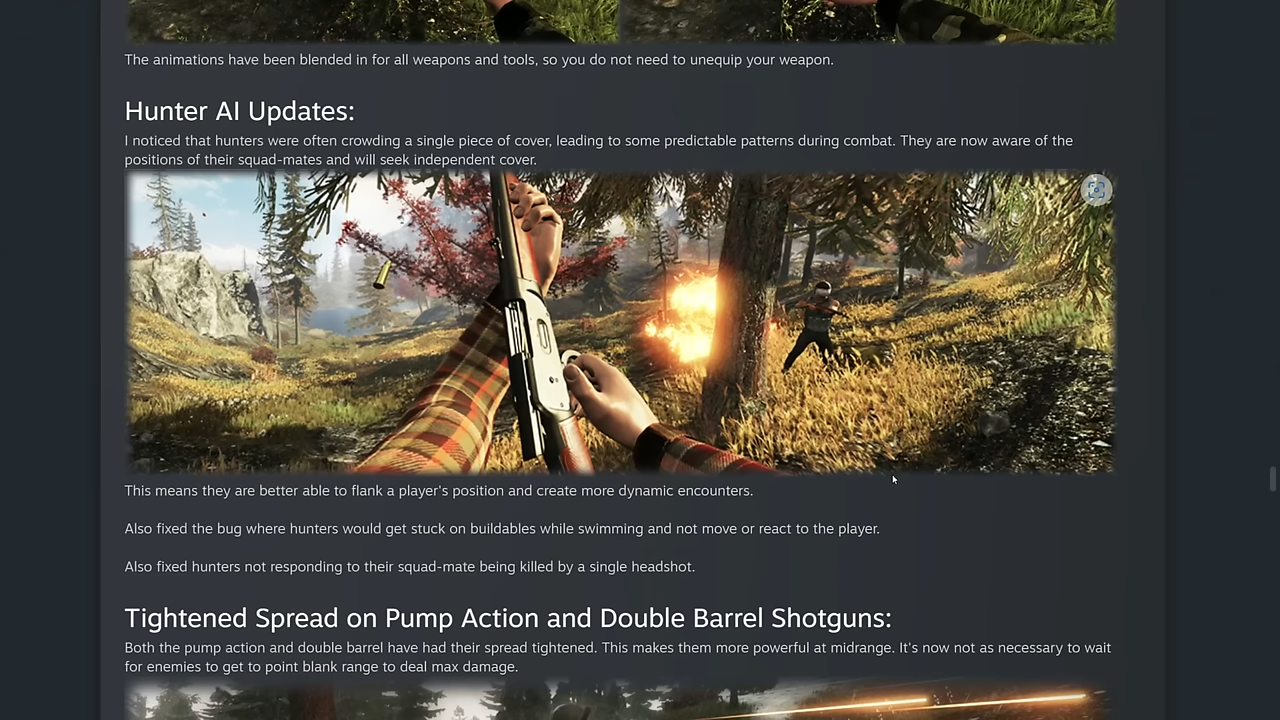 The animations have been blended in for all weapons and tools, so you do not need to unequip your weapon.
Hunter AI Updates:
I noticed that hunters were often crowding a single piece of cover, leading to some predictable patterns during combat. They are now aware of the
positions of their squad-mates and will seek independent cover.
This means they are better able to flank a player's position and create more dynamic encounters.
Also fixed the bug where hunters would get stuck on buildables while swimming and not move or react to the player.
Also fixed hunters not responding to their squad-mate being killed by a single headshot.
Tightened Spread on Pump Action and Double Barrel Shotguns:
Both the pump action and double barrel have had their spread tightened. This makes them more powerful at midrange. It's now not as necessary to wait
for enemies to get to point blank range to deal max damage.